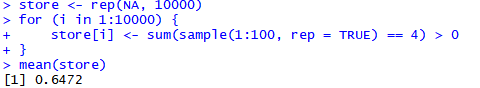 > store <- rep(NA, 10000)
> for (i in 1:10000) {
+     store[i] <- sum(sample(1:100, rep = TRUE) == 4) > 0
+ }
> mean(store)
[1] 0.6472